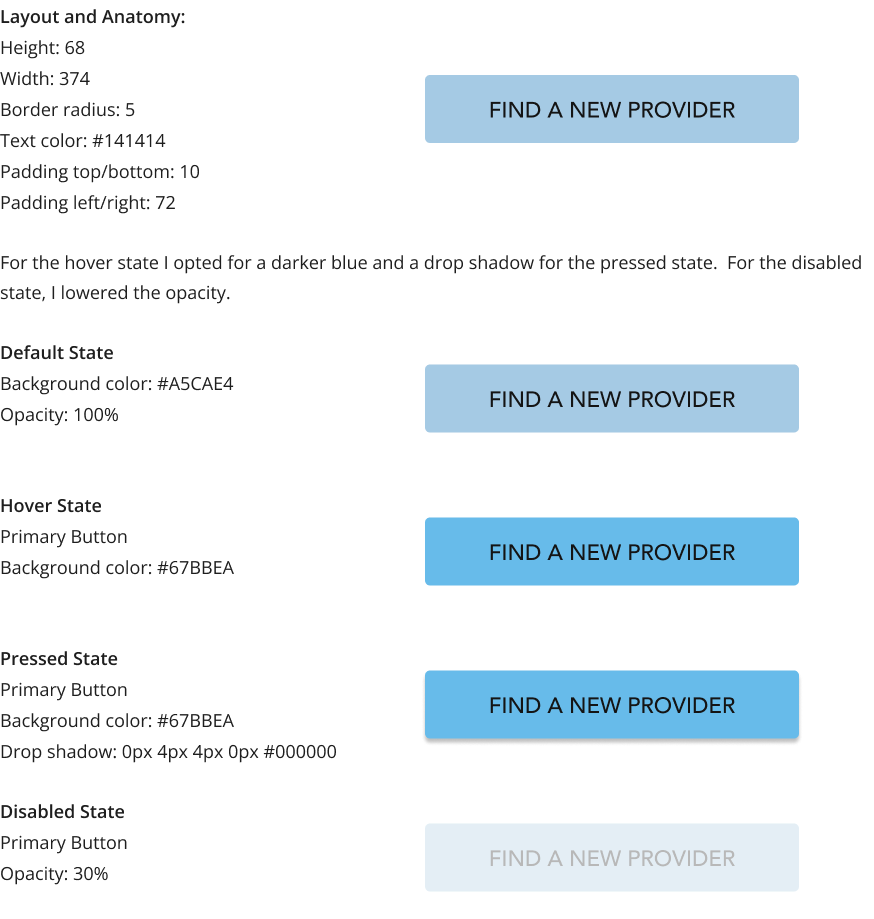 Layout and Anatomy:
Height: 68
Width: 374
Border radius: 5
Text color: #141414
Padding top/bottom: 10
Padding left/right: 72
FIND A NEW PROVIDER
For the hover state I opted for a darker blue and a drop shadow for the pressed state.  For the disabled
state, I lowered the opacity.
Default State
Background color: #A5CAE4
Opacity: 100%
FIND A NEW PROVIDER
Hover State
Primary Button
Background color: #67BBEA
FIND A NEW PROVIDER
Pressed State
Primary Button
Background color: #67BBEA
Drop shadow: 0px 4px 4px 0px #000000
FIND A NEW PROVIDER
Disabled State
Primary Button
Opacity: 30%
FIND A NEW PROVIDER